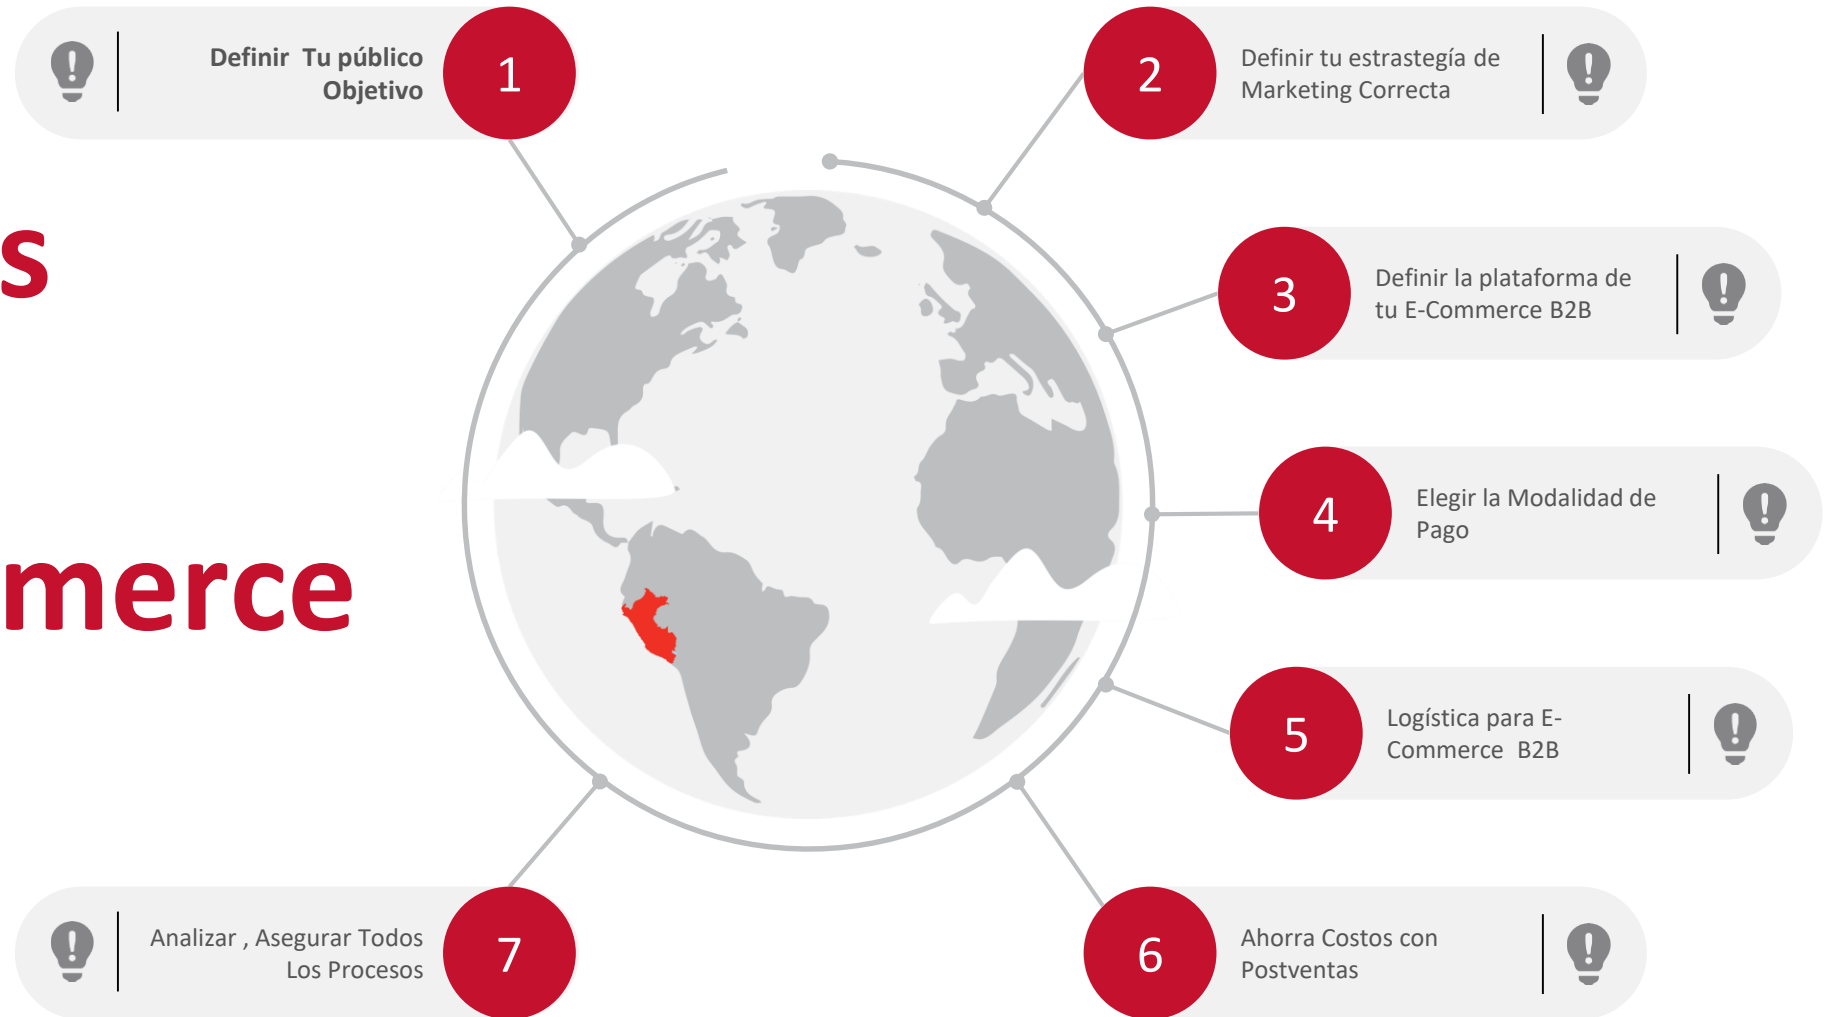 1
Definir Tu público
Objetivo
2
Definir tu estrastegía de
Marketing Correcta
s
3
Definir la plataforma de
tu E-Commerce B2B
4
Elegir la Modalidad de
Pago
merce
5
Logística para E-
Commerce B2B
7
Analizar , Asegurar Todos
Los Procesos
6
Ahorra Costos con
Postventas